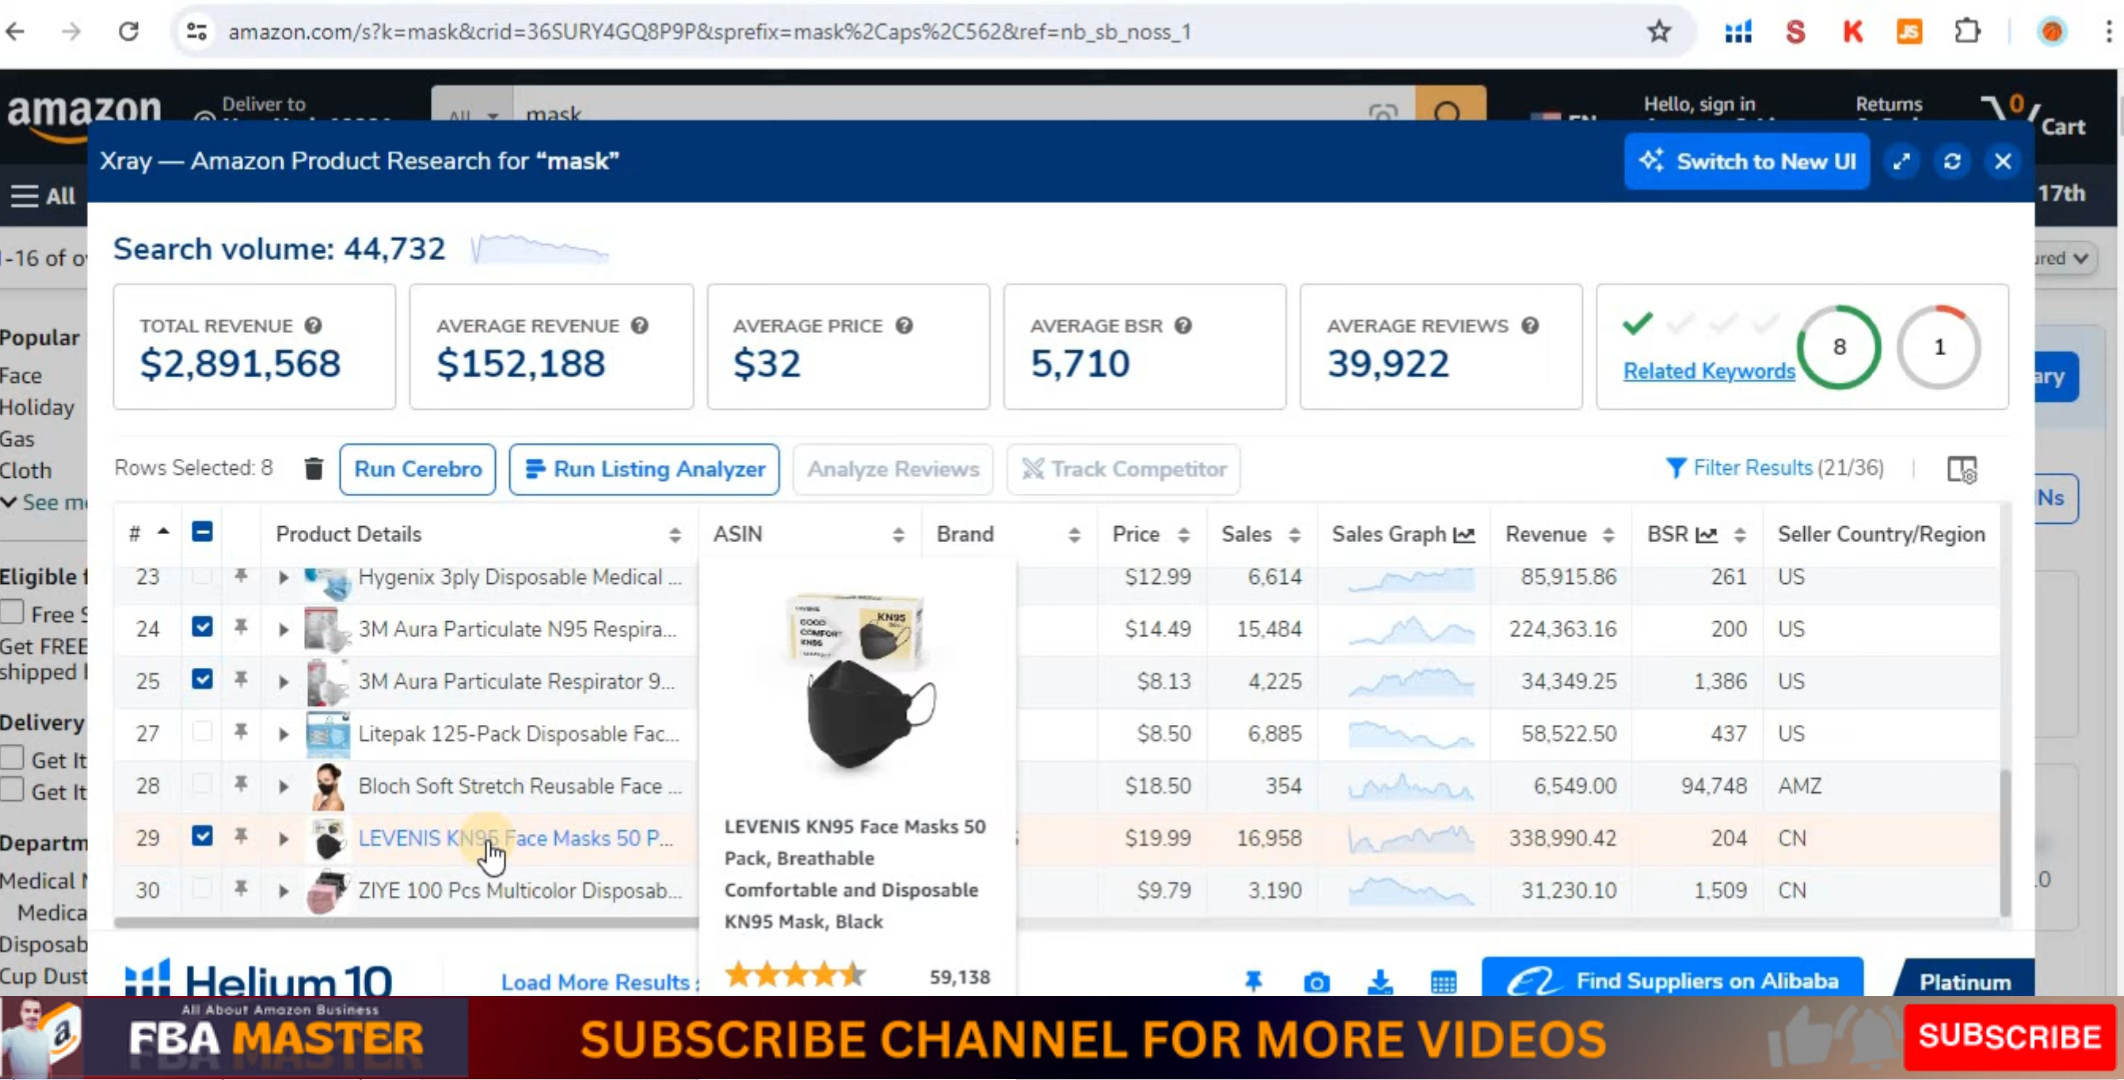 amazon.com/s?k=mask&crid=36SURY4GQ8P9P&sprefix=mask%2Caps%2C562&ref=nb_sb_noss_1
amazon
Deliver to
All
mask
EN
Hello, sign in
Returns
0
Cart
All
17th
Xray — Amazon Product Research for “mask”
Switch to New UI
Search volume: 44,732
TOTAL REVENUE
$2,891,568
AVERAGE REVENUE
$152,188
AVERAGE PRICE
$32
AVERAGE BSR
5,710
AVERAGE REVIEWS
39,922
Related Keywords
8
1
Rows Selected: 8
Run Cerebro
Run Listing Analyzer
Analyze Reviews
Track Competitor
Filter Results (21/36)
# Product Details ASIN Brand Price Sales Sales Graph Revenue BSR Seller Country/Region
23 Hygenix 3ply Disposable Medical ... $12.99 6,614 85,915.86 261 US
24 3M Aura Particulate N95 Respira... $14.49 15,484 224,363.16 200 US
25 3M Aura Particulate Respirator 9... $8.13 4,225 34,349.25 1,386 US
27 Litepak 125-Pack Disposable Fac... $8.50 6,885 58,522.50 437 US
28 Bloch Soft Stretch Reusable Face ... $18.50 354 6,549.00 94,748 AMZ
29 LEVENIS KN95 Face Masks 50 P... $19.99 16,958 338,990.42 204 CN
30 ZIYE 100 Pcs Multicolor Disposab... $9.79 3,190 31,230.10 1,509 CN
GOOD
COMFORT
KN95
KN95
LEVENIS KN95 Face Masks 50
Pack, Breathable
Comfortable and Disposable
KN95 Mask, Black
59,138
Helium 10
Load More Results
Find Suppliers on Alibaba
Platinum
-16 of o
ured
Popular
Face
Holiday
Gas
Cloth
See m
Eligible f
Free S
Get FREE
shipped
Delivery
Get It
Get It
Departm
Medical
Medica
Disposab
Cup Dust
ary
Ns
.0
All About Amazon Business
FBA MASTER
SUBSCRIBE CHANNEL FOR MORE VIDEOS
SUBSCRIBE